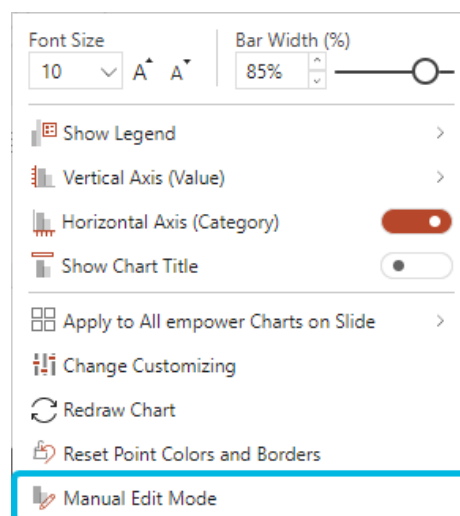 Font Size
Bar Width (%)
10
A A
85%
Show Legend
Vertical Axis (Value)
Horizontal Axis (Category)
Show Chart Title
Apply to All empower Charts on Slide
Change Customizing
Redraw Chart
Reset Point Colors and Borders
Manual Edit Mode